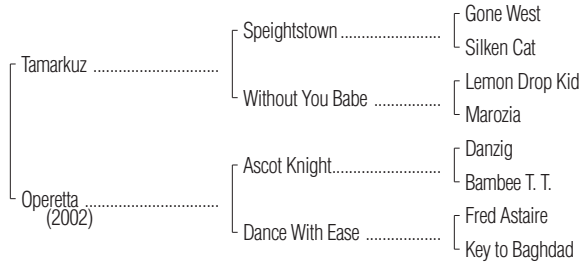 Gone West
Speightstown
Silken Cat
Tamarkuz
Lemon Drop Kid
Without You Babe
Marozia
Danzig
Ascot Knight
Bambee T. T.
Operetta
(2002)
Fred Astaire
Dance With Ease
Key to Baghdad